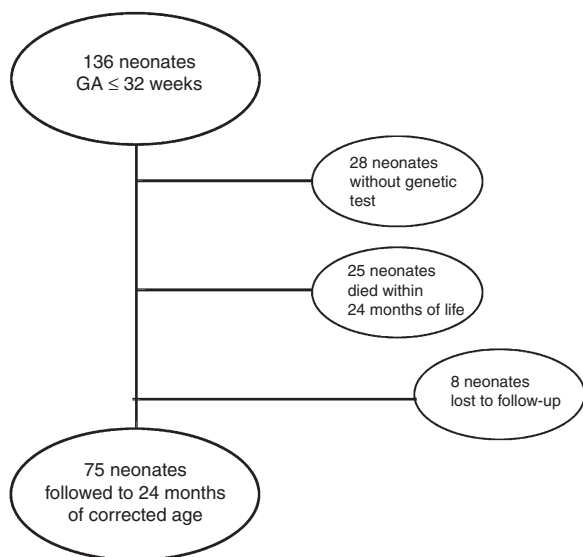 136 neonates
GA ≤ 32 weeks
28 neonates
without genetic
test
25 neonates
died within
24 months of life
8 neonates
lost to follow-up
75 neonates
followed to 24 months
of corrected age